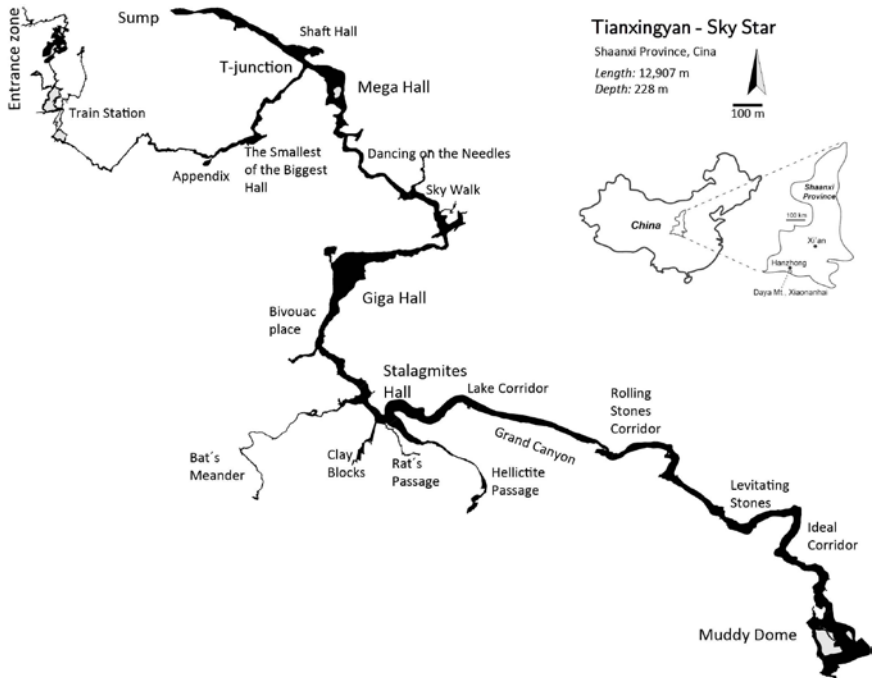 Tianxingyan - Sky Star
Shaanxi Province, Cina
Length: 12,907 m
Depth: 228 m
100 m
Entrance zone
Sump
Shaft Hall
T-junction
Mega Hall
Train Station
Appendix
The Smallest
of the Biggest
Hall
Dancing on the Needles
Sky Walk
Giga Hall
Bivouac
place
Stalagmites
Hall
Lake Corridor
Grand Canyon
Rolling
Stones
Corridor
Bat´s
Meander
Clay
Blocks
Rat´s
Passage
Hellictite
Passage
Levitating
Stones
Ideal
Corridor
Muddy Dome
China
Shaanxi
Province
100 km
Xi'an
Hanzhong
Daya Mt., Xiaonanhai